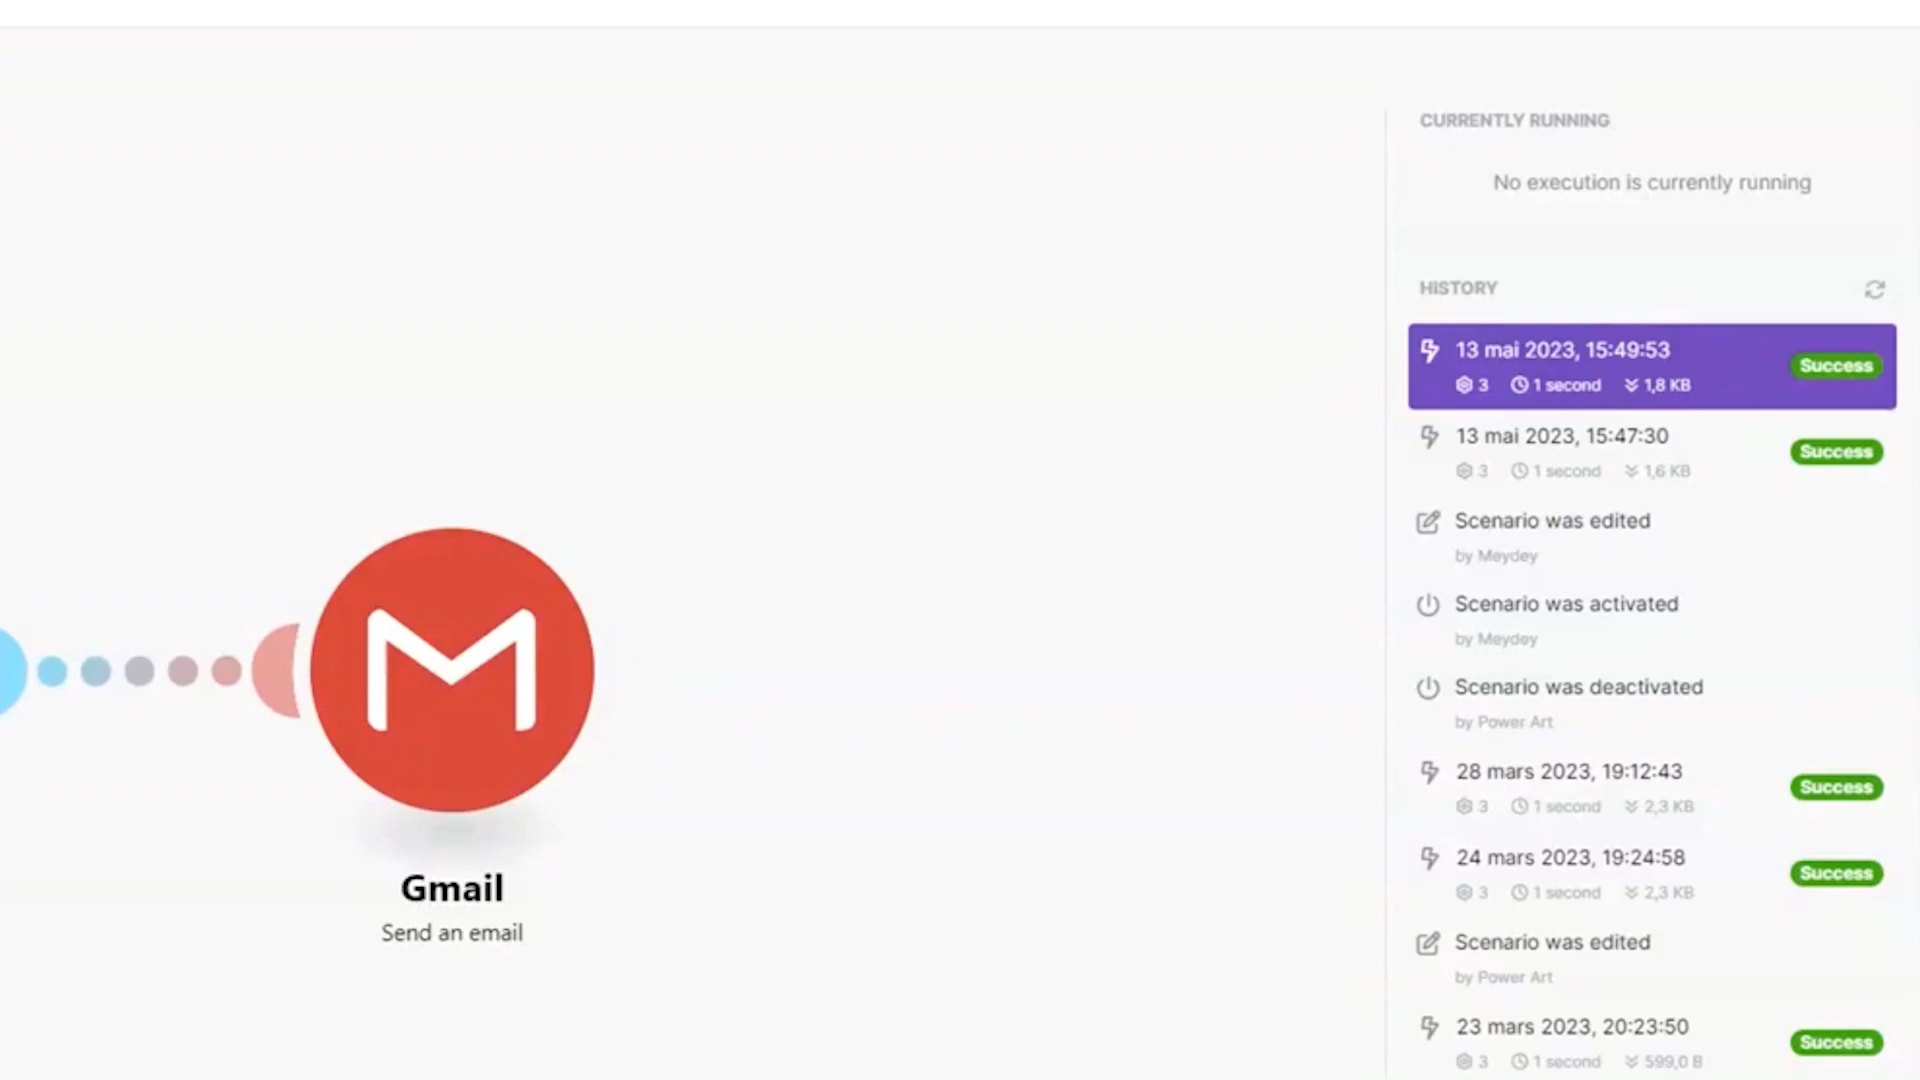 CURRENTLY RUNNING
No execution is currently running
HISTORY
13 mai 2023, 15:49:53
Success
3 1 second 1,8 KB
13 mai 2023, 15:47:30
Success
3 1 second 1,6 KB
Scenario was edited
by Meydey
Scenario was activated
by Meydey
Scenario was deactivated
by Power Art
28 mars 2023, 19:12:43
Success
3 1 second 2,3 KB
24 mars 2023, 19:24:58
Success
3 1 second 2,3 KB
Scenario was edited
by Power Art
23 mars 2023, 20:23:50
Success
3 1 second 599,0 B
Gmail
Send an email